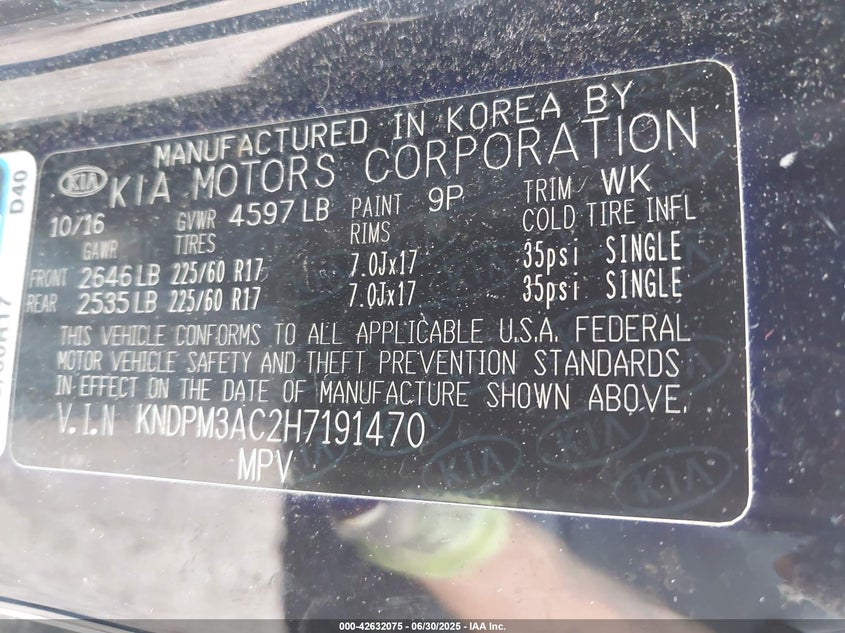 MANUFACTURED IN KOREA BY
KIA KIA MOTORS CORPORATION
10/16 GVWR 4597 LB PAINT 9P TRIM WK
GAWR TIRES RIMS COLD TIRE INFL
FRONT 2646 LB 225/60 R17 7.0Jx17 35psi SINGLE
REAR 2535 LB 225/60 R17 7.0Jx17 35psi SINGLE
THIS VEHICLE CONFORMS TO ALL APPLICABLE U.S.A. FEDERAL
MOTOR VEHICLE SAFETY AND THEFT PREVENTION STANDARDS
IN EFFECT ON THE DATE OF MANUFACTURE SHOWN ABOVE.
V.I.N KNDPM3AC2H7191470
MPV
D40
000-42632075 - 06/30/2025 - IAA Inc.